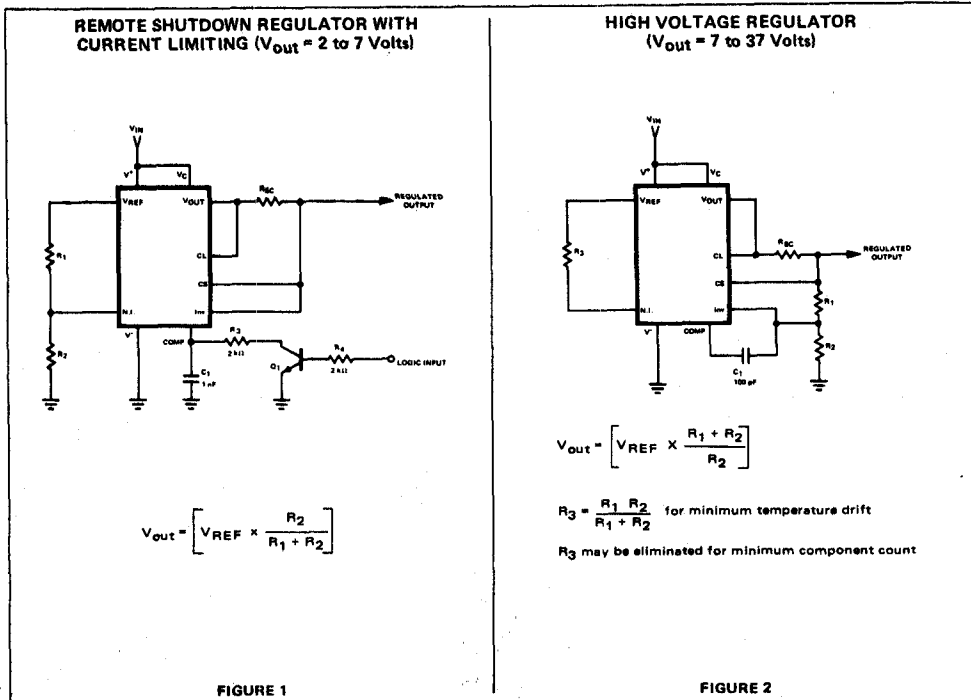 REMOTE SHUTDOWN REGULATOR WITH
CURRENT LIMITING (Vout = 2 to 7 Volts)
VIN
V+
VC
VREF
VOUT
RSC
REGULATED
OUTPUT
R1
CL
CS
N.I.
Inv
V-
COMP
R2
R3
2 kΩ
Q1
R4
2 kΩ
LOGIC INPUT
C1
1 nF
Vout = [VREF × R2 / (R1 + R2)]
FIGURE 1
HIGH VOLTAGE REGULATOR
(Vout = 7 to 37 Volts)
VIN
V+
VC
VREF
VOUT
R3
RSC
CL
REGULATED
OUTPUT
CS
R1
N.I.
Inv
V-
COMP
R2
C1
100 pF
Vout = [VREF × (R1 + R2) / R2]
R3 = R1 R2 / (R1 + R2) for minimum temperature drift
R3 may be eliminated for minimum component count
FIGURE 2